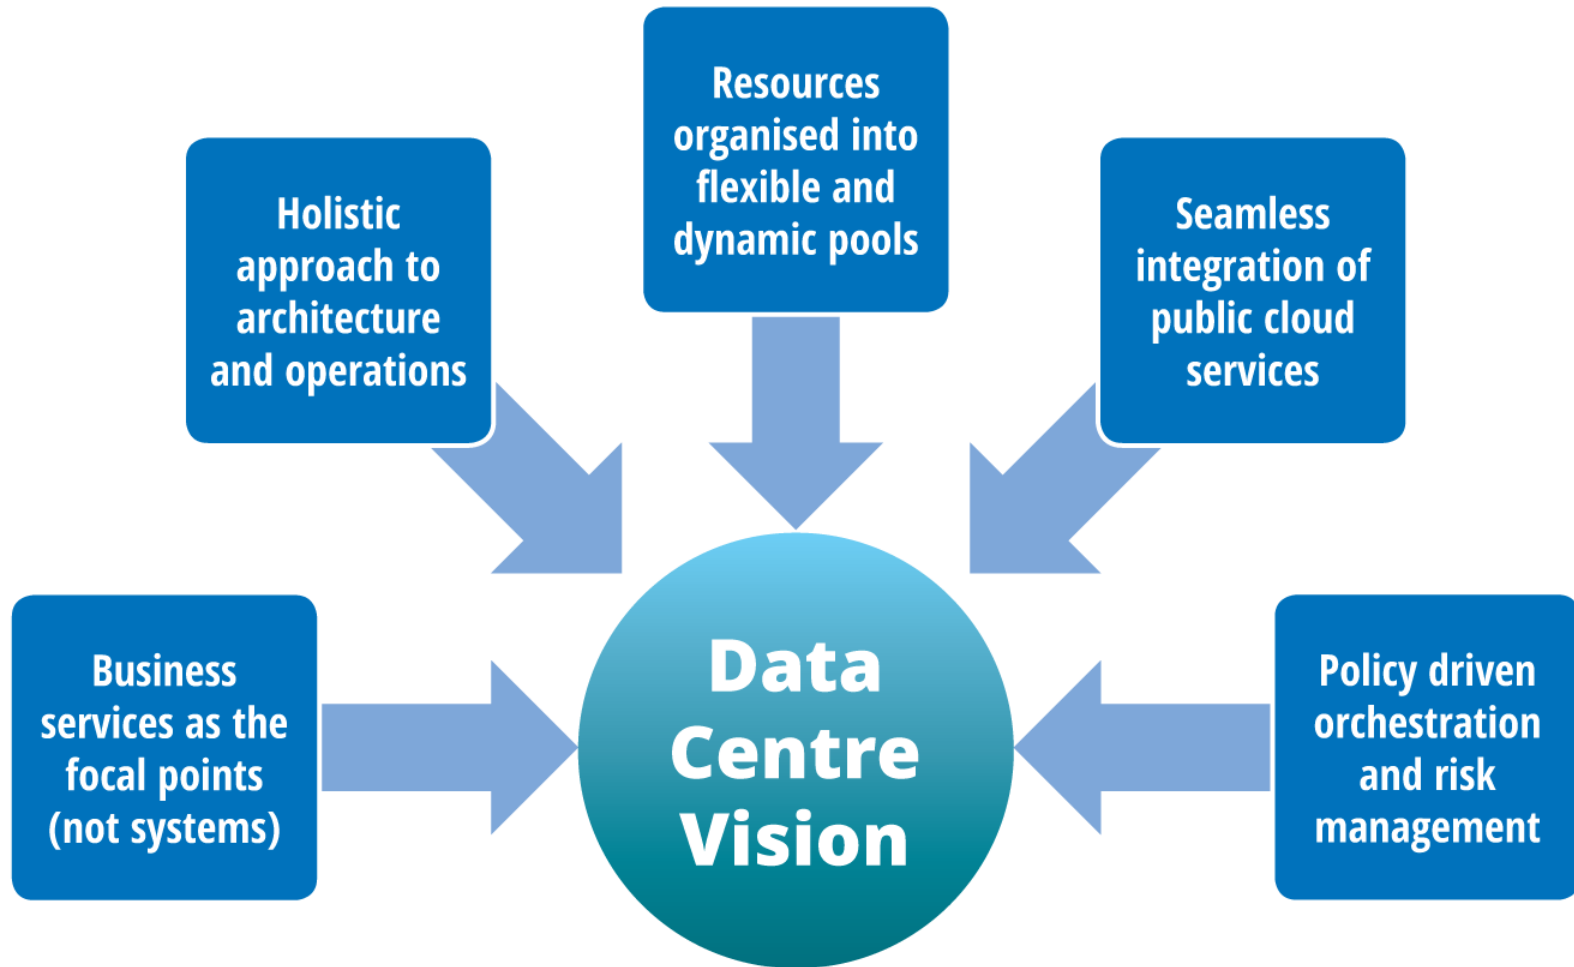 Resources
organised into
flexible and
dynamic pools
Holistic
approach to
architecture
and operations
Seamless
integration of
public cloud
services
Business
services as the
focal points
(not systems)
Data
Centre
Vision
Policy driven
orchestration
and risk
management